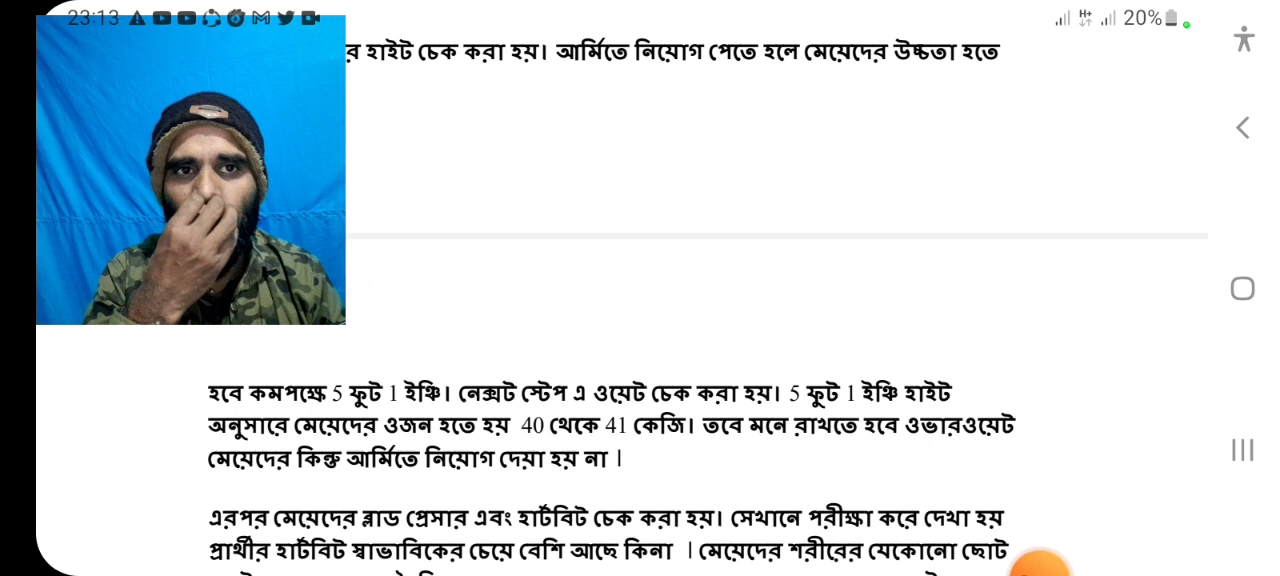 23:13 20%
র হাইট চেক করা হয়। আর্মিতে নিয়োগ পেতে হলে মেয়েদের উচ্চতা হতে
হবে কমপক্ষে 5 ফুট 1 ইঞ্চি। নেক্সট স্টেপ এ ওয়েট চেক করা হয়। 5 ফুট 1 ইঞ্চি হাইট
অনুসারে মেয়েদের ওজন হতে হয় 40 থেকে 41 কেজি। তবে মনে রাখতে হবে ওভারওয়েট
মেয়েদের কিন্তু আর্মিতে নিয়োগ দেয়া হয় না ।
এরপর মেয়েদের ব্লাড প্রেসার এবং হার্টবিট চেক করা হয়। সেখানে পরীক্ষা করে দেখা হয়
প্রার্থীর হার্টবিট স্বাভাবিকের চেয়ে বেশি আছে কিনা । মেয়েদের শরীরের যেকোনো ছোট